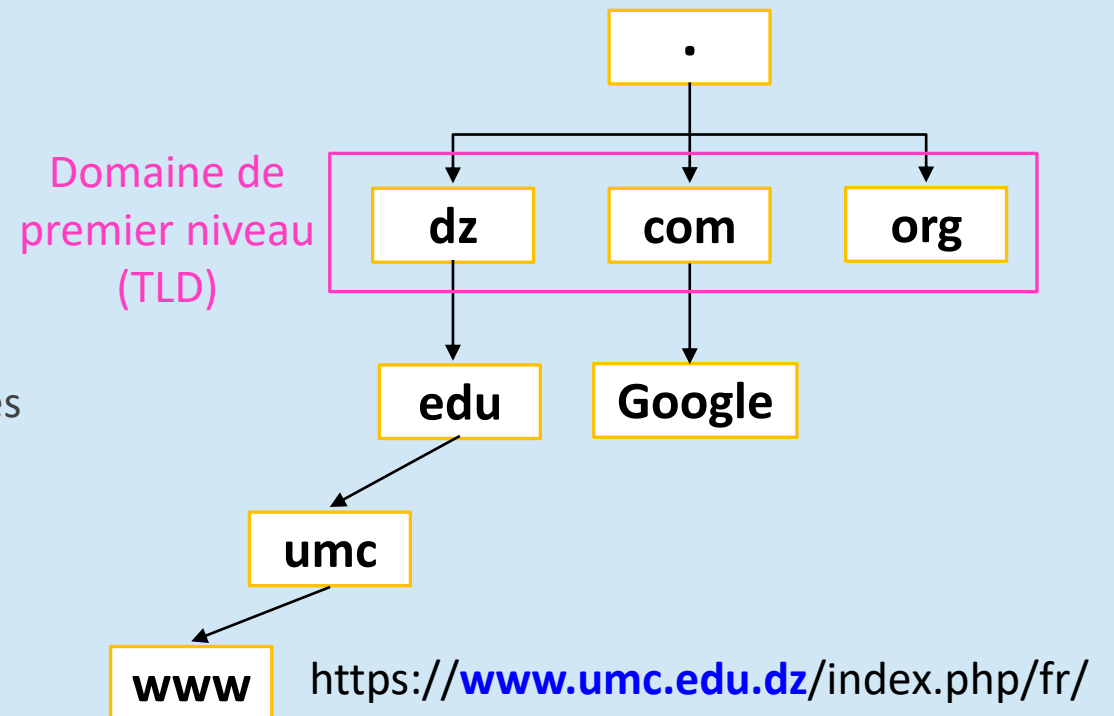 .
Domaine de
premier niveau
(TLD)
dz
com
org
es
edu
Google
umc
www
https://www.umc.edu.dz/index.php/fr/